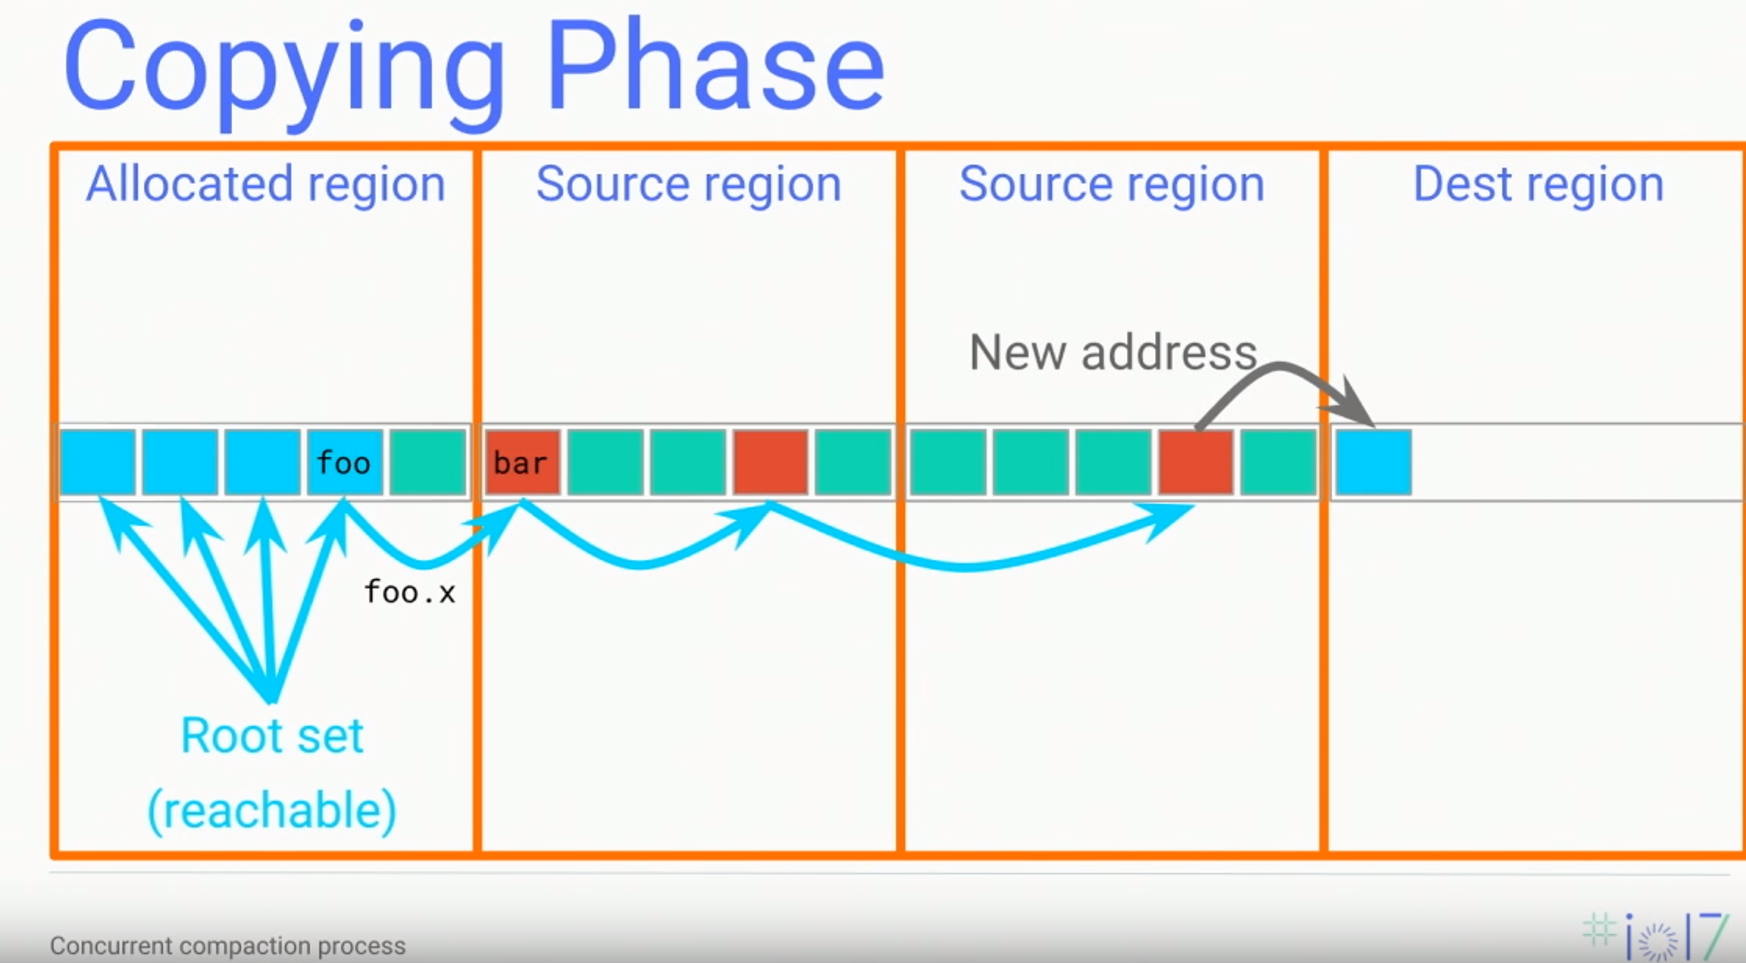 Copying Phase
Allocated region
Source region
Source region
Dest region
New address
foo
bar
foo.x
Root set
(reachable)
Concurrent compaction process
#io17